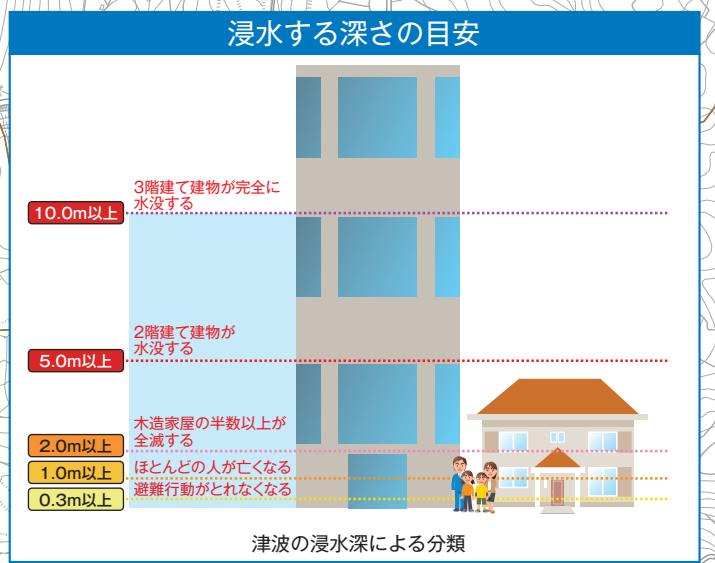 浸水する深さの目安
3階建て建物が完全に
水没する
10.0m以上
2階建て建物が
水没する
5.0m以上
木造家屋の半数以上が
全滅する
2.0m以上
ほとんどの人が亡くなる
1.0m以上
避難行動がとれなくなる
0.3m以上
津波の浸水深による分類